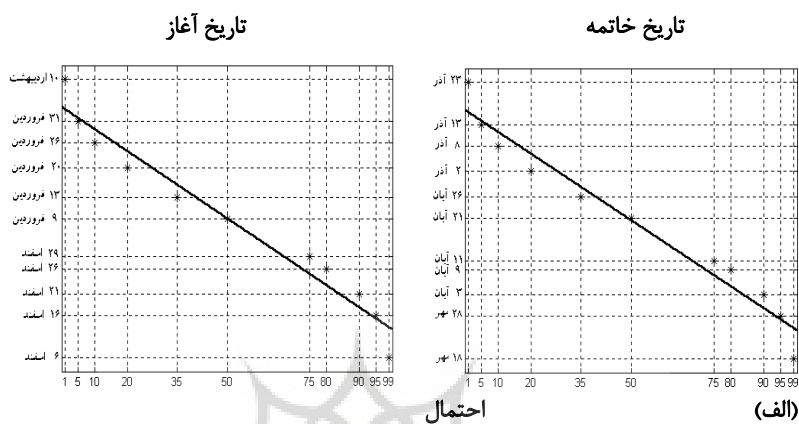 تاریخ خاتمه
تاریخ آغاز
۲۳ آذر
۱۳ آذر
۸ آذر
۲ آذر
۲۶ آبان
۲۱ آبان
۱۱ آبان
۹ آبان
۳ آبان
۲۸ مهر
۱۸ مهر
1 5 10 20 35 50 75 80 90 95 99
۱۰ اردیبهشت
۳۱ فروردین
۲۶ فروردین
۲۰ فروردین
۱۳ فروردین
۹ فروردین
۲۹ اسفند
۲۶ اسفند
۲۱ اسفند
۱۶ اسفند
۶ اسفند
1 5 10 20 35 50 75 80 90 95 99
(الف) احتمال